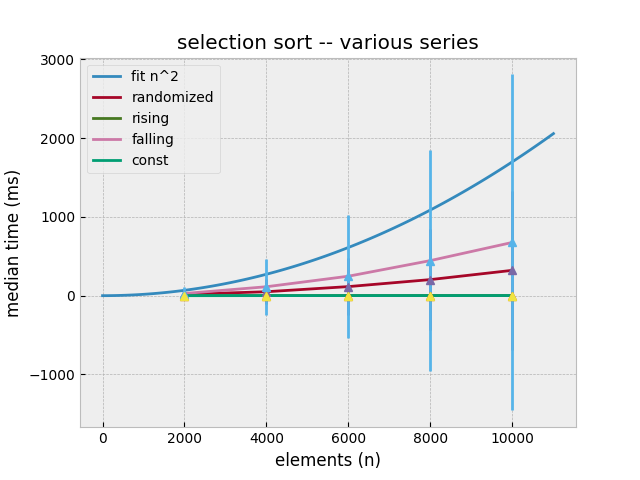 selection sort -- various series
fit n^2
randomized
rising
falling
const
median time (ms)
3000
2000
1000
0
−1000
0 2000 4000 6000 8000 10000
elements (n)